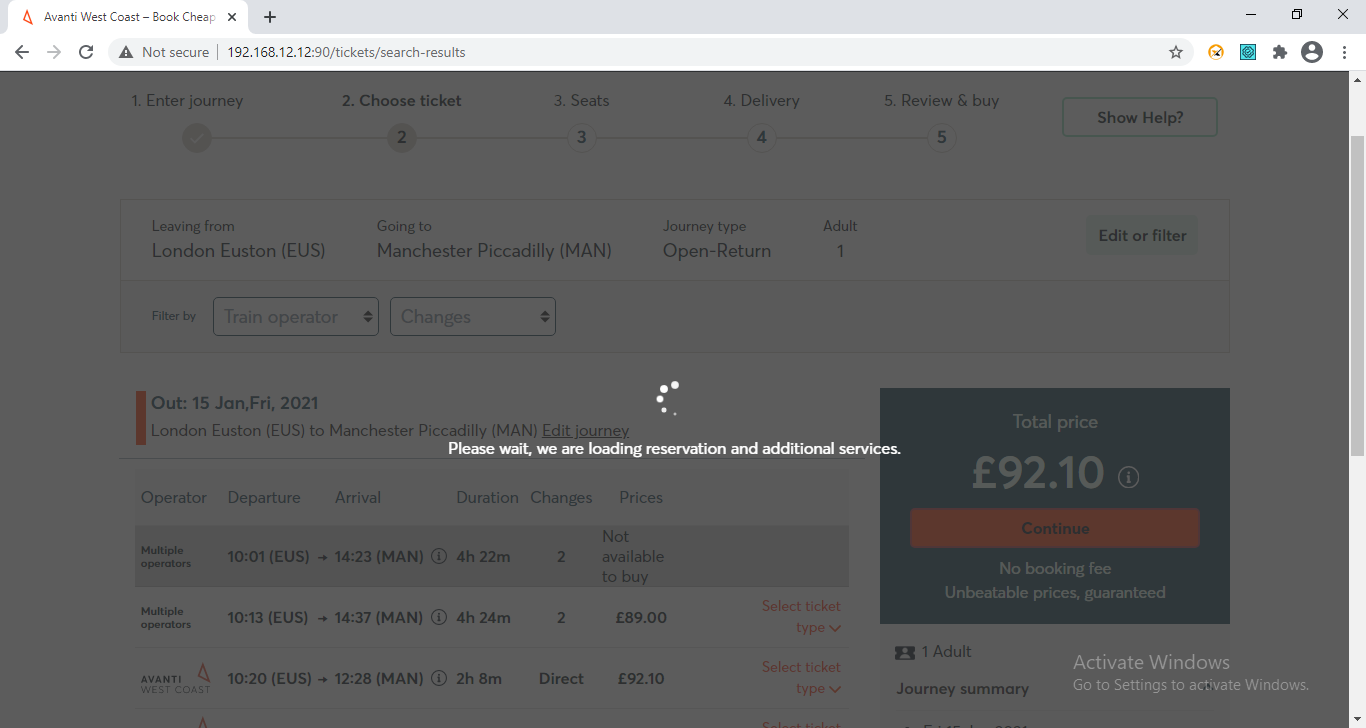 Avanti West Coast – Book Cheap
Not secure
192.168.12.12:90/tickets/search-results
1. Enter journey
2. Choose ticket
3. Seats
4. Delivery
5. Review & buy
Show Help?
2
3
4
5
Leaving from
London Euston (EUS)
Going to
Manchester Piccadilly (MAN)
Journey type
Open-Return
Adult
1
Edit or filter
Filter by
Train operator
Changes
Out: 15 Jan,Fri, 2021
London Euston (EUS) to Manchester Piccadilly (MAN) Edit journey
Please wait, we are loading reservation and additional services.
Operator Departure Arrival Duration Changes Prices
Multiple
operators
10:01 (EUS) → 14:23 (MAN) 4h 22m 2
Not
available
to buy
Multiple
operators
10:13 (EUS) → 14:37 (MAN) 4h 24m 2 £89.00
Select ticket
type
AVANTI
WEST COAST
10:20 (EUS) → 12:28 (MAN) 2h 8m Direct £92.10
Select ticket
type
Select ticket
Total price
£92.10
Continue
No booking fee
Unbeatable prices, guaranteed
1 Adult
Journey summary
Activate Windows
Go to Settings to activate Windows.